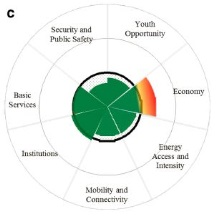 c
Security and
Public Safety
Youth
Opportunity
Basic
Services
Economy
Institutions
Energy
Access and
Intensity
Mobility and
Connectivity